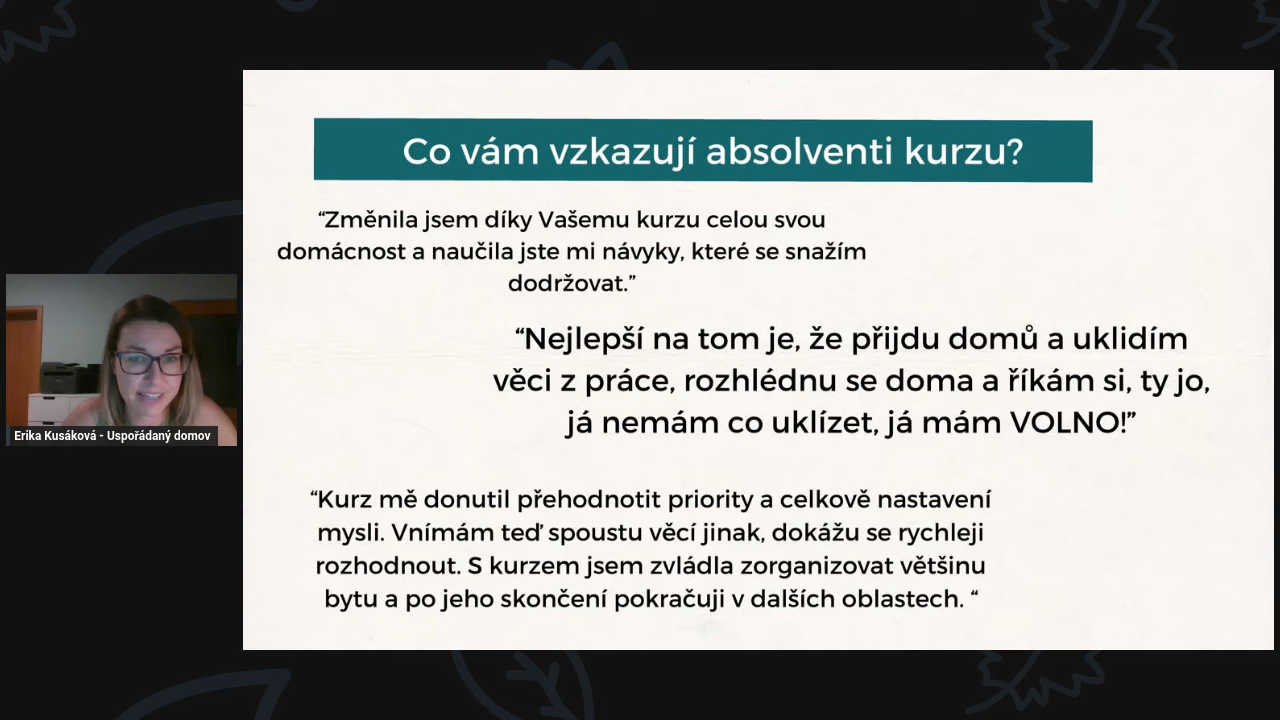 Co vám vzkazují absolventi kurzu?
“Změnila jsem díky Vašemu kurzu celou svou
domácnost a naučila jste mi návyky, které se snažím
dodržovat.”
“Nejlepší na tom je, že přijdu domů a uklidím
věci z práce, rozhlédnu se doma a říkám si, ty jo,
já nemám co uklízet, já mám VOLNO!”
“Kurz mě donutil přehodnotit priority a celkově nastavení
mysli. Vnímám teď spoustu věcí jinak, dokážu se rychleji
rozhodnout. S kurzem jsem zvládla zorganizovat většinu
bytu a po jeho skončení pokračuji v dalších oblastech. “
Erika Kusáková - Uspořádaný domov